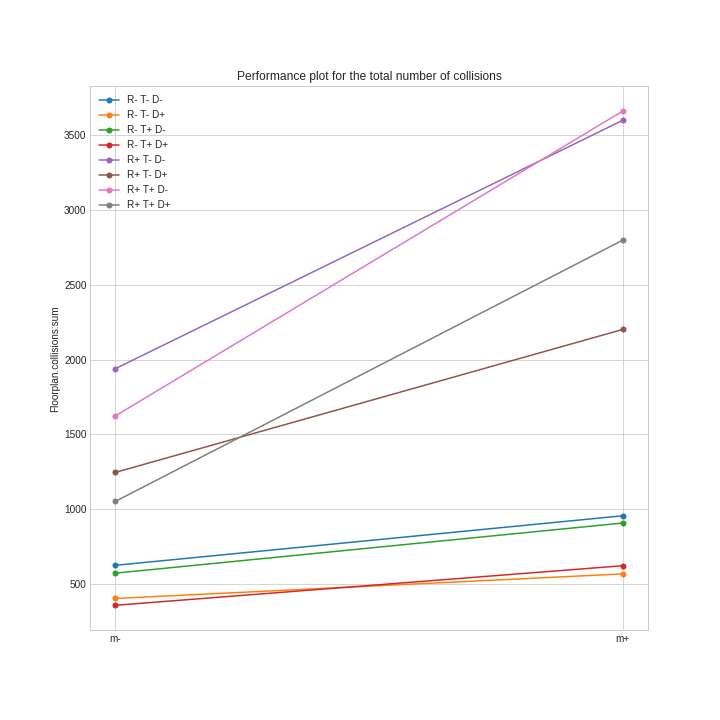 Performance plot for the total number of collisions
R- T- D-
R- T- D+
R- T+ D-
R- T+ D+
R+ T- D-
R+ T- D+
R+ T+ D-
R+ T+ D+
3500
3000
2500
2000
1500
1000
500
Floorplan.collisions:sum
m-
m+